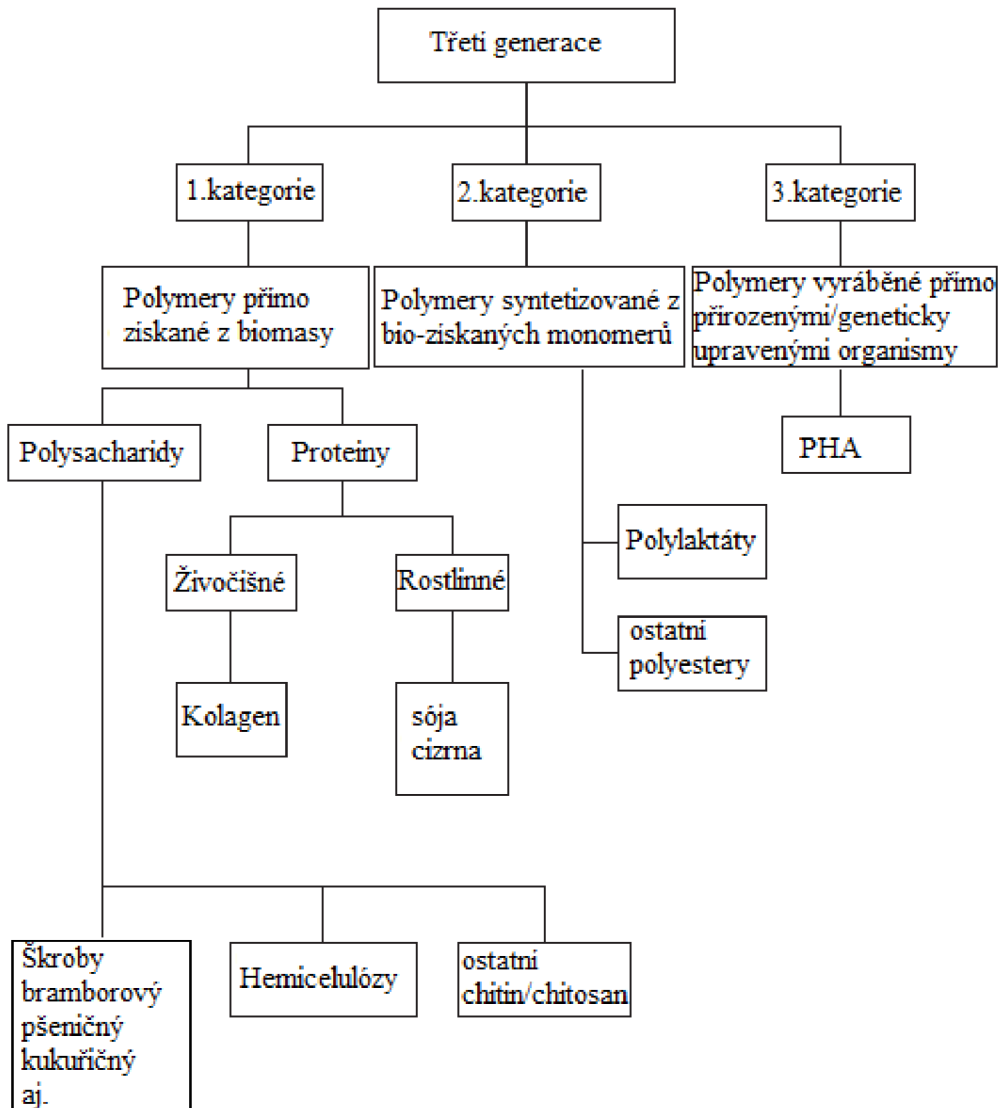 Třetí generace
1.kategorie
2.kategorie
3.kategorie
Polymery přímo
získané z biomasy
Polymery syntetizované z
bio-získaných monomerů
Polymery vyráběné přímo
přirozenými/geneticky
upravenými organismy
Polysacharidy
Proteiny
PHA
Polylaktáty
Živočišné
Rostlinné
ostatní
polyestery
Kolagen
sója
cizrna
Škroby
bramborový
pšeničný
kukuřičný
aj.
Hemicelulózy
ostatní
chitin/chitosan